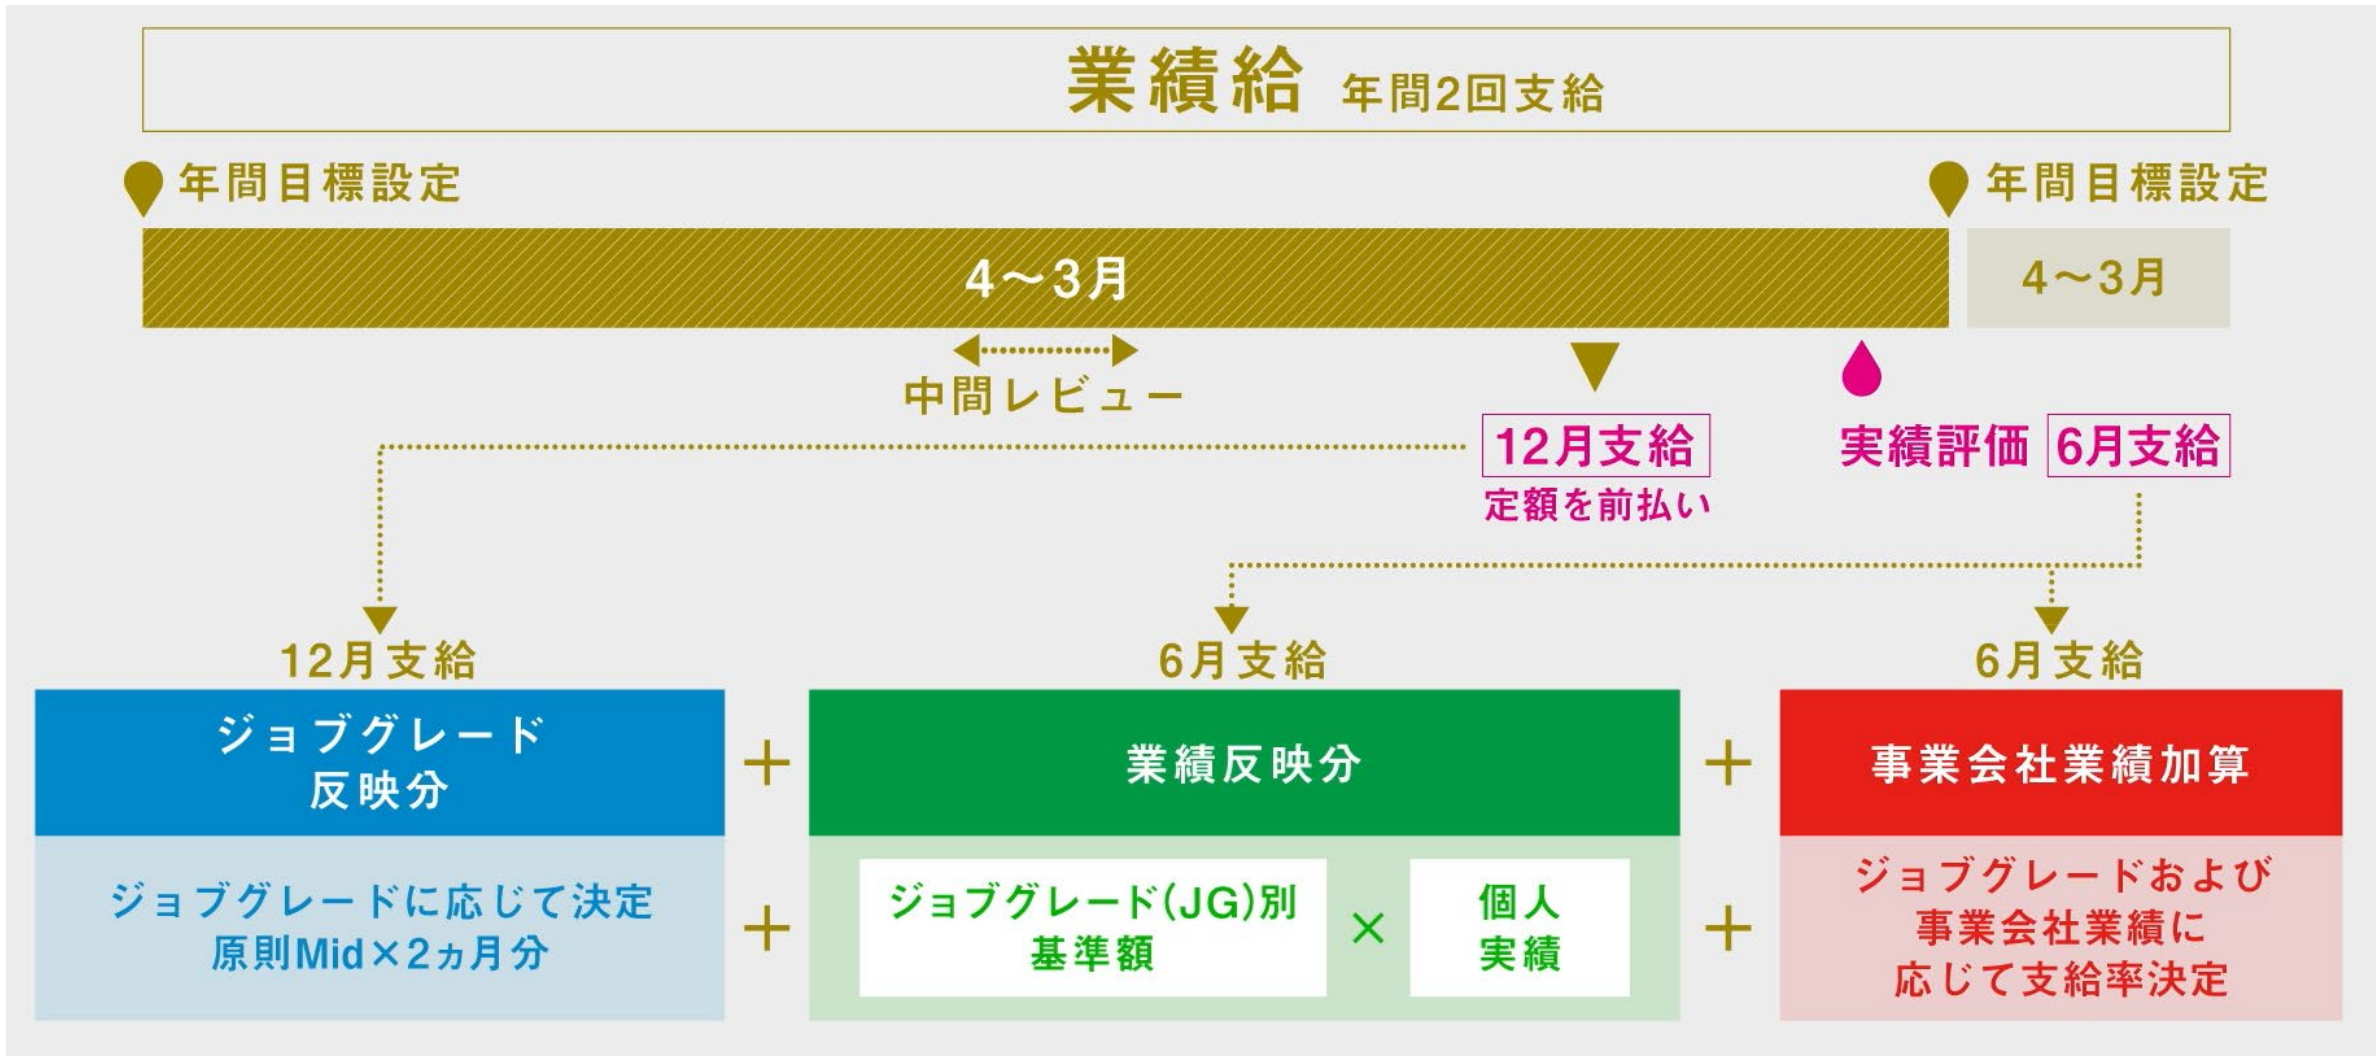 業績給 年間2回支給
年間目標設定
年間目標設定
4〜3月
4〜3月
中間レビュー
12月支給
定額を前払い
実績評価 6月支給
12月支給
6月支給
6月支給
ジョブグレード
反映分
+
業績反映分
+
事業会社業績加算
ジョブグレードに応じて決定
原則Mid×2ヵ月分
+
ジョブグレード(JG)別
基準額
×
個人
実績
+
ジョブグレードおよび
事業会社業績に
応じて支給率決定